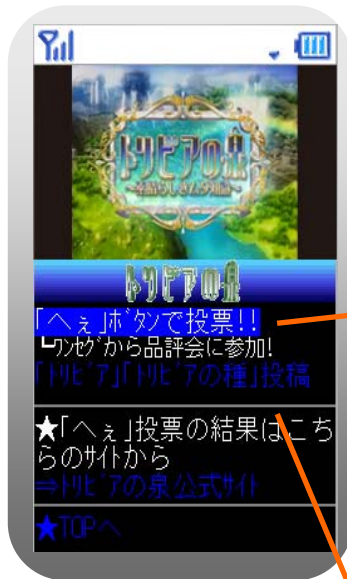 トリビアの泉
～素晴らしきムダ知識～
トリビアの泉
｢へぇ｣ﾎﾞﾀﾝで投票!!
┗ﾜﾝｾｸﾞから品評会に参加!
｢ﾄﾘﾋﾞｱ｣｢ﾄﾘﾋﾞｱの種｣投稿
★｢へぇ｣投票の結果はこち
らのｻｲﾄから
⇒ﾄﾘﾋﾞｱの泉公式ｻｲﾄ
★TOPへ